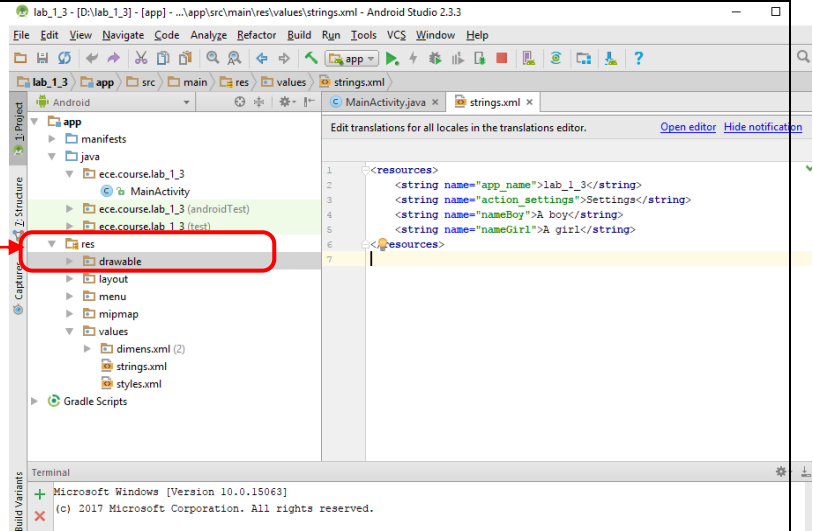 lab_1_3 - [D:\lab_1_3] - [app] - ...\app\src\main\res\values\strings.xml - Android Studio 2.3.3
File Edit View Navigate Code Analyze Refactor Build Run Tools VCS Window Help
app
lab_1_3 app src main res values strings.xml
Android
MainActivity.java × strings.xml ×
1: Project
7: Structure
Captures
Build Variants
app
manifests
java
ece.course.lab_1_3
MainActivity
ece.course.lab_1_3 (androidTest)
ece.course.lab_1_3 (test)
res
drawable
layout
menu
mipmap
values
dimens.xml (2)
strings.xml
styles.xml
Gradle Scripts
Edit translations for all locales in the translations editor. Open editor Hide notification
1 <resources>
2 <string name="app_name">lab_1_3</string>
3 <string name="action_settings">Settings</string>
4 <string name="nameBoy">A boy</string>
5 <string name="nameGirl">A girl</string>
6 </resources>
7
Terminal
Microsoft Windows [Version 10.0.15063]
(c) 2017 Microsoft Corporation. All rights reserved.